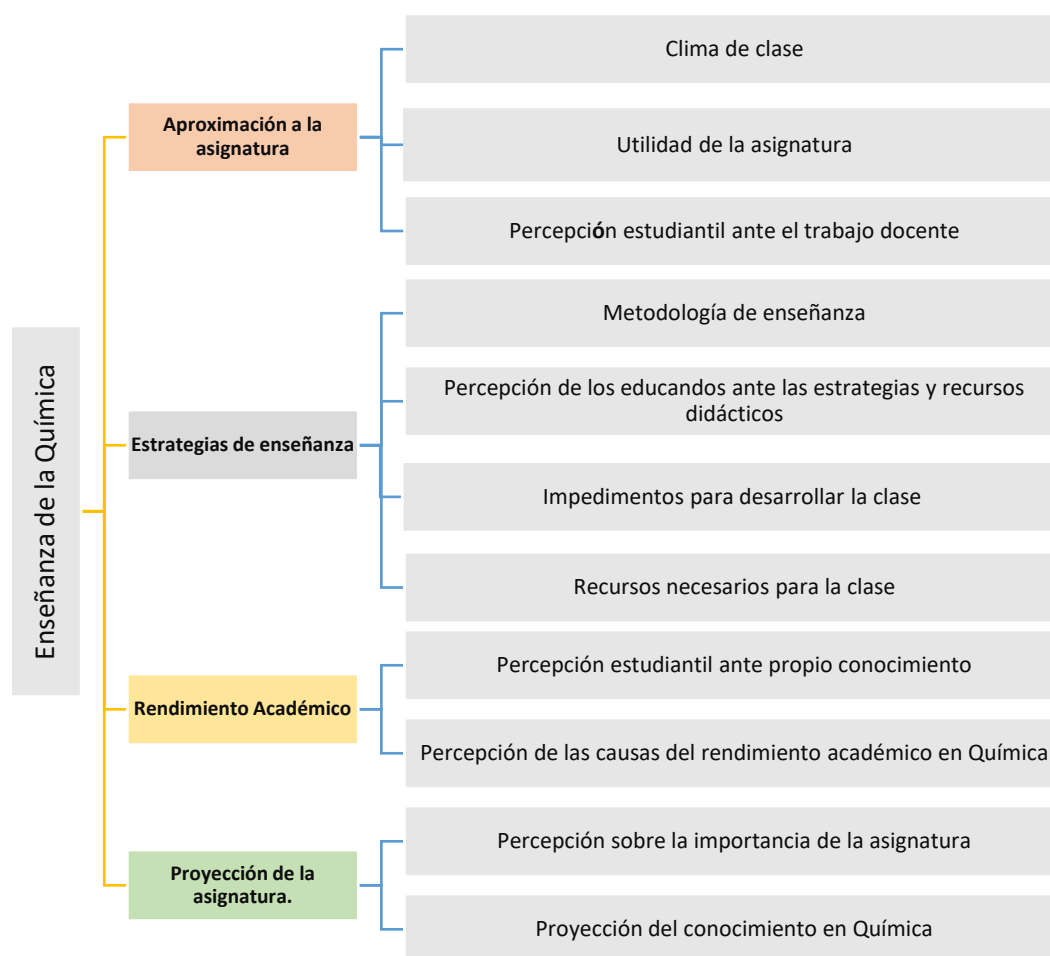 Enseñanza de la Química
Aproximación a la
asignatura
Clima de clase
Utilidad de la asignatura
Percepción estudiantil ante el trabajo docente
Estrategias de enseñanza
Metodología de enseñanza
Percepción de los educandos ante las estrategias y recursos
didácticos
Impedimentos para desarrollar la clase
Recursos necesarios para la clase
Rendimiento Académico
Percepción estudiantil ante propio conocimiento
Percepción de las causas del rendimiento académico en Química
Proyección de la
asignatura.
Percepción sobre la importancia de la asignatura
Proyección del conocimiento en Química